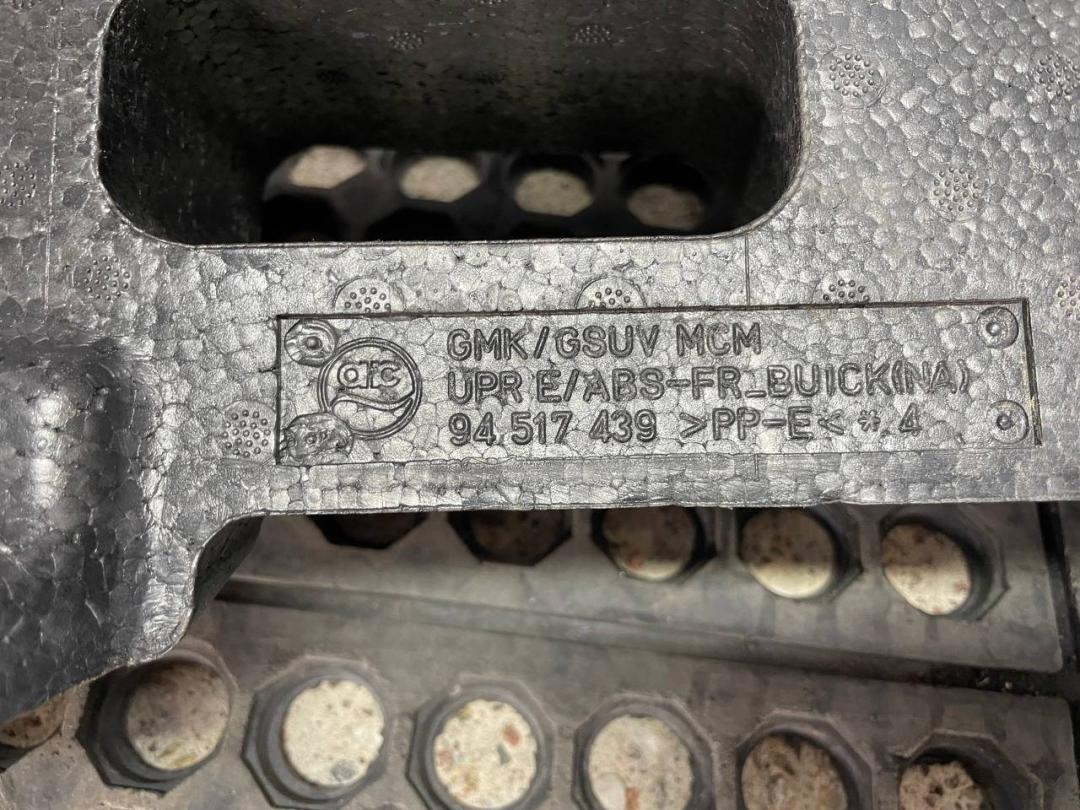 GMK/GSUV MCM
UPR E/ABS-FR_BUICK(NA)
94 517 439 >PP-E< * 4